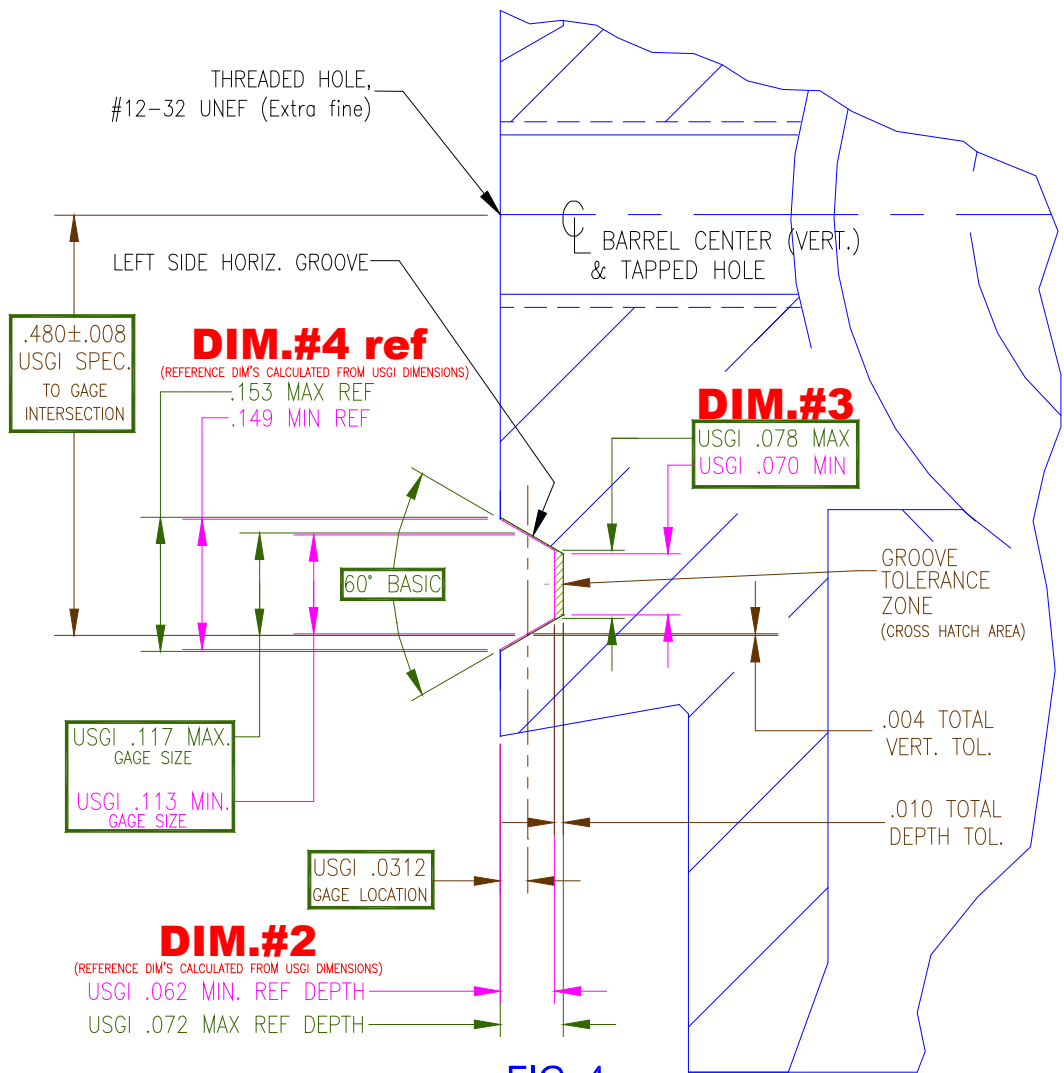 THREADED HOLE,
#12-32 UNEF (Extra fine)
℄ BARREL CENTER (VERT.)
& TAPPED HOLE
LEFT SIDE HORIZ. GROOVE
.480±.008
USGI SPEC.
TO GAGE
INTERSECTION
DIM.#4 ref
(REFERENCE DIM'S CALCULATED FROM USGI DIMENSIONS)
.153 MAX REF
.149 MIN REF
DIM.#3
USGI .078 MAX
USGI .070 MIN
60° BASIC
GROOVE
TOLERANCE
ZONE
(CROSS HATCH AREA)
USGI .117 MAX.
GAGE SIZE
USGI .113 MIN.
GAGE SIZE
.004 TOTAL
VERT. TOL.
.010 TOTAL
DEPTH TOL.
USGI .0312
GAGE LOCATION
DIM.#2
(REFERENCE DIM'S CALCULATED FROM USGI DIMENSIONS)
USGI .062 MIN. REF DEPTH
USGI .072 MAX REF DEPTH
FIG. 4